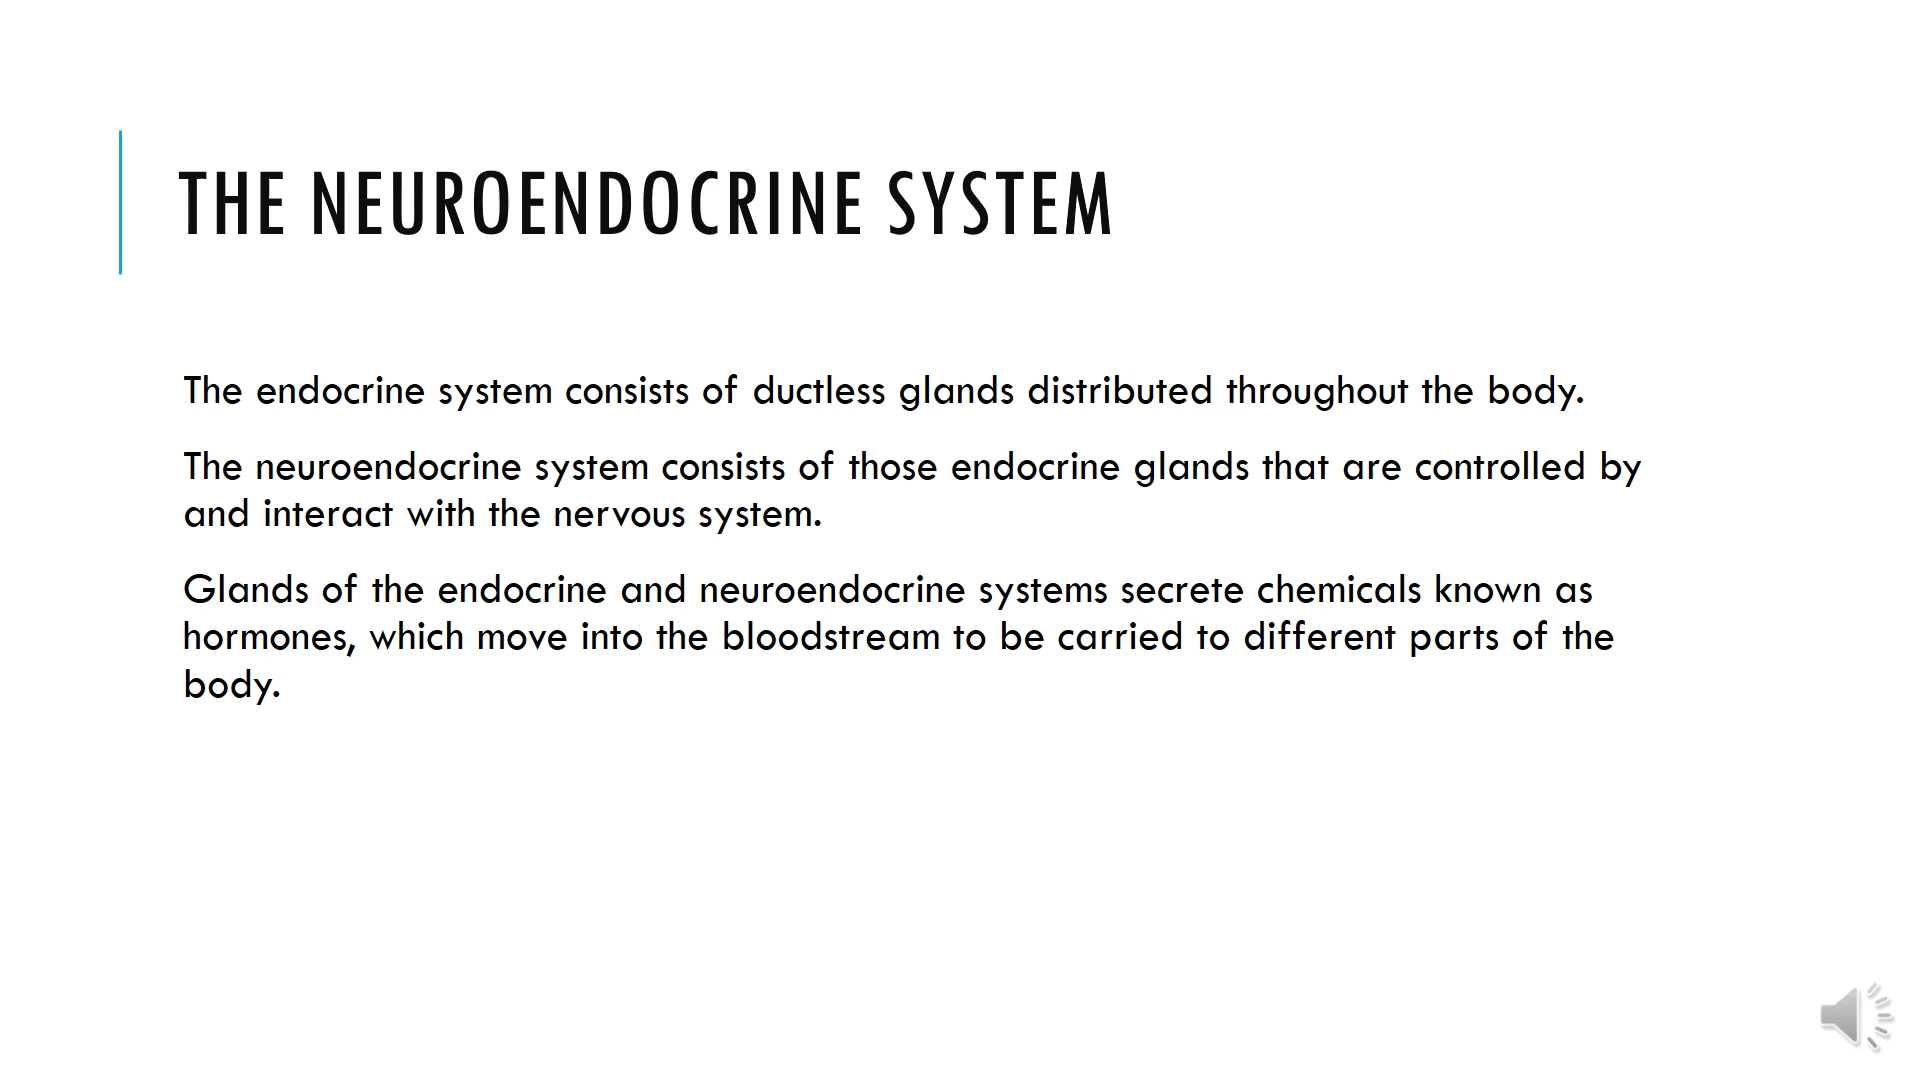 THE NEUROENDOCRINE SYSTEM
The endocrine system consists of ductless glands distributed throughout the body.
The neuroendocrine system consists of those endocrine glands that are controlled by
and interact with the nervous system.
Glands of the endocrine and neuroendocrine systems secrete chemicals known as
hormones, which move into the bloodstream to be carried to different parts of the
body.